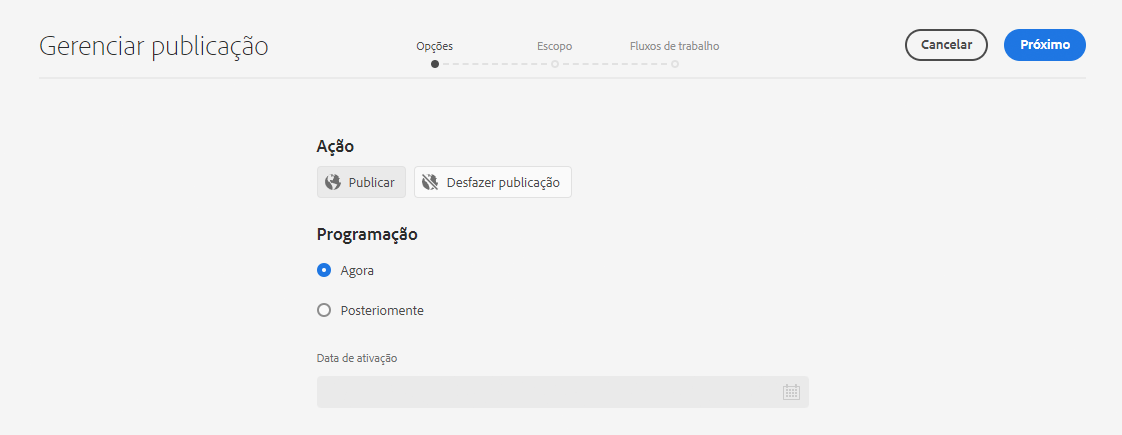 Gerenciar publicação
Opções
Escopo
Fluxos de trabalho
Cancelar
Próximo
Ação
Publicar
Desfazer publicação
Programação
Agora
Posteriomente
Data de ativação